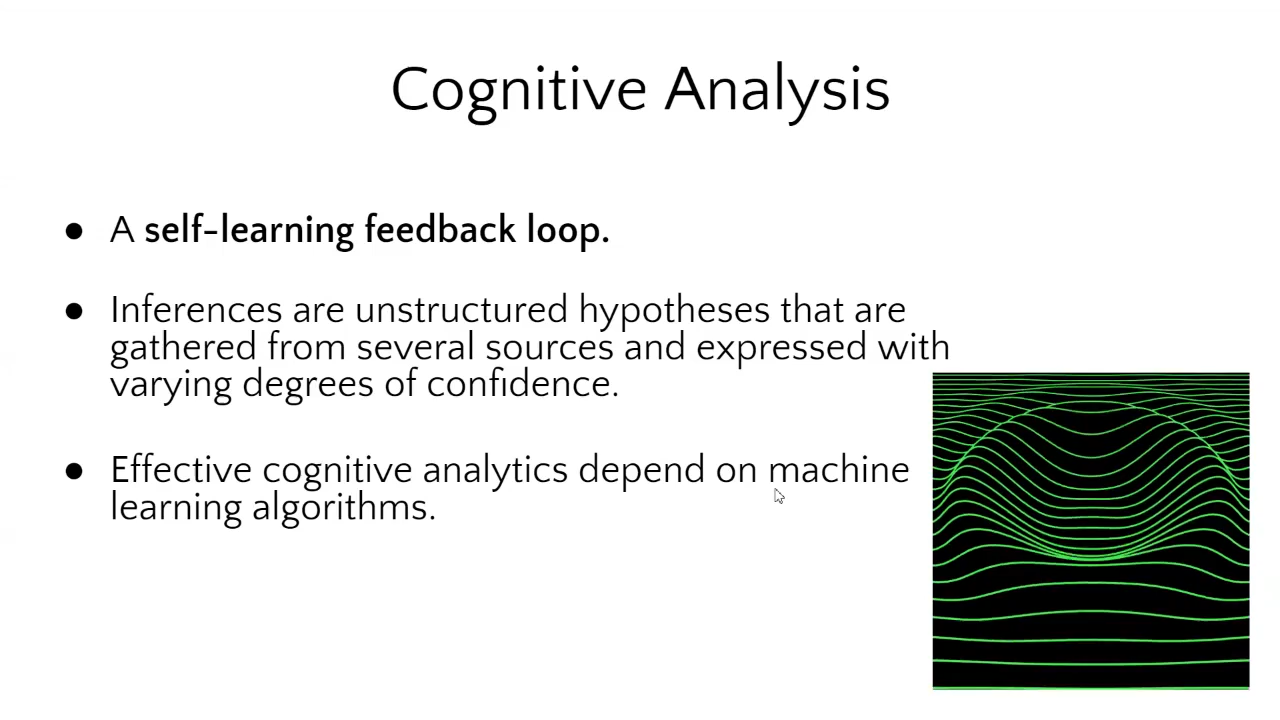 Cognitive Analysis
● A self-learning feedback loop.
● Inferences are unstructured hypotheses that are
gathered from several sources and expressed with
varying degrees of confidence.
● Effective cognitive analytics depend on machine
learning algorithms.